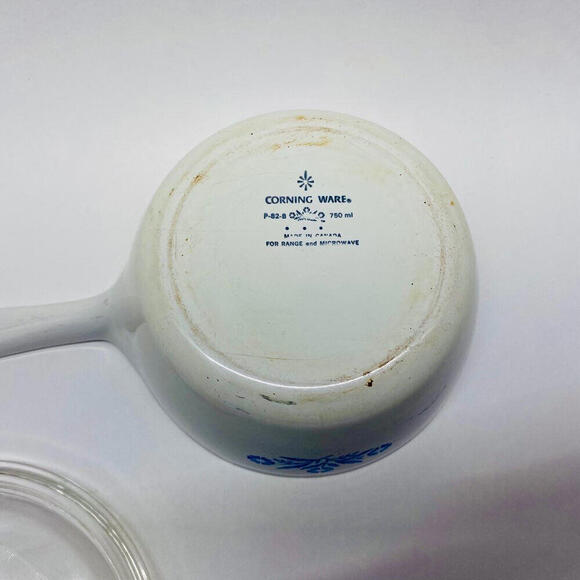 CORNING WARE®
P-82-B 750 ml
MADE IN CANADA
FOR RANGE and MICROWAVE